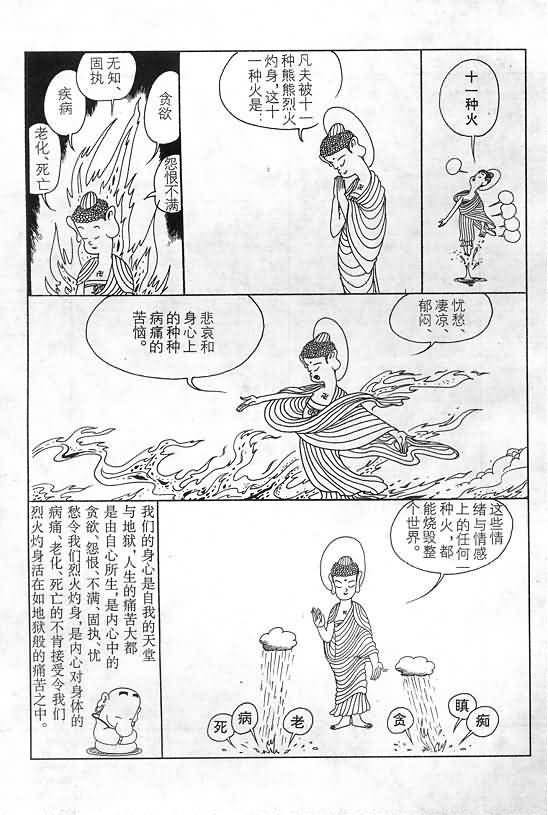 十一种火
凡夫被十一
种熊熊烈火
灼身，这十
一种火是：
贪欲
怨恨不满
无知、
固执
疾病
老化、死亡
忧愁、
凄凉、
郁闷、
悲哀和
身心上
的种种
病痛的
苦恼。
这些情
绪与情感
上的任何一
种火，都
能烧毁整
个世界。
瞋
痴
贪
老
病
死
我们的身心是自我的天堂
与地狱，人生的痛苦大都
是由自心所生，是内心中的
贪欲、怨恨、不满、固执、忧
愁令我们烈火灼身，是内心对身体的
病痛、老化、死亡的不肯接受令我们
烈火灼身活在如地狱般的痛苦之中。